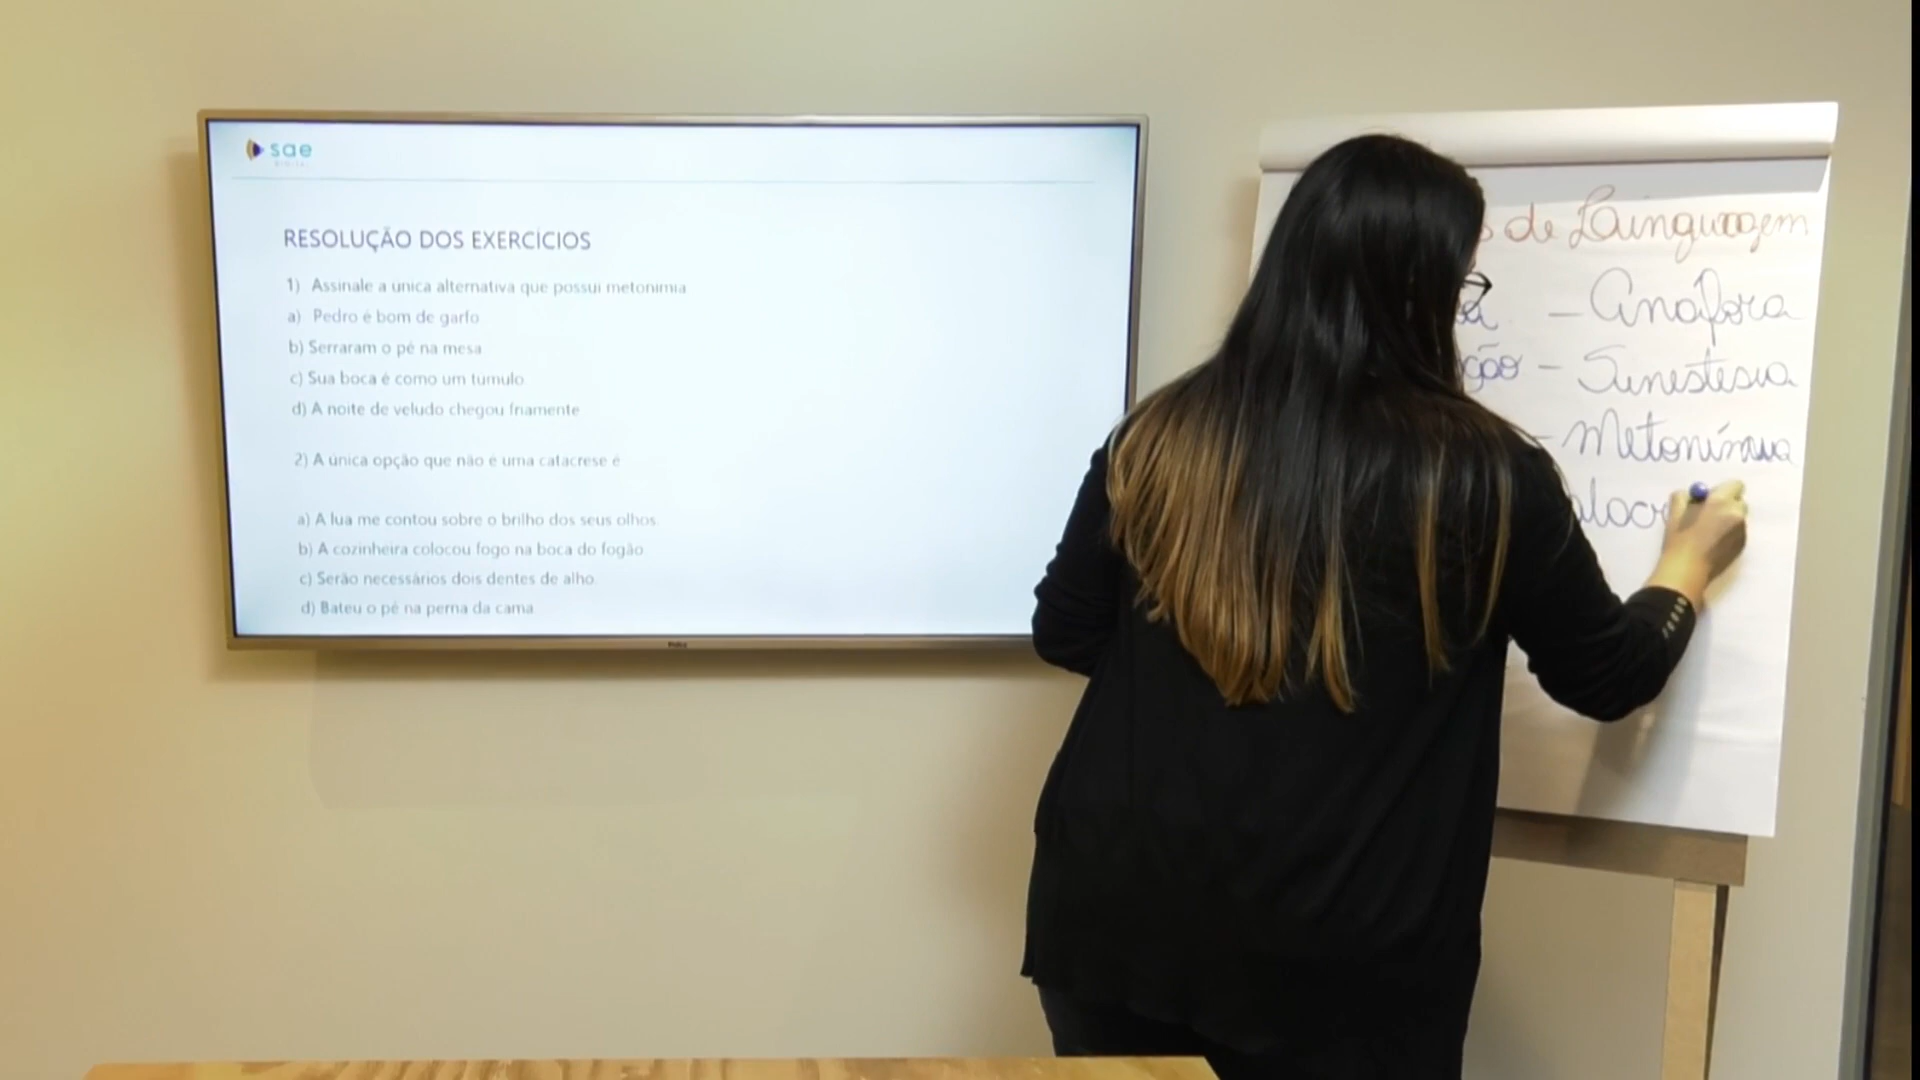 sae
RESOLUÇÃO DOS EXERCÍCIOS
1) Assinale a única alternativa que possui metonímia
a) Pedro é bom de garfo
b) Serraram o pé na mesa
c) Sua boca é como um túmulo
d) A noite de veludo chegou friamente
2) A única opção que não é uma catacrese é
a) A lua me contou sobre o brilho dos seus olhos.
b) A cozinheira colocou fogo na boca do fogão
c) Serão necessários dois dentes de alho.
d) Bateu o pé na perna da cama
de Linguagem
– Anáfora
– Sinestesia
– Metonímia